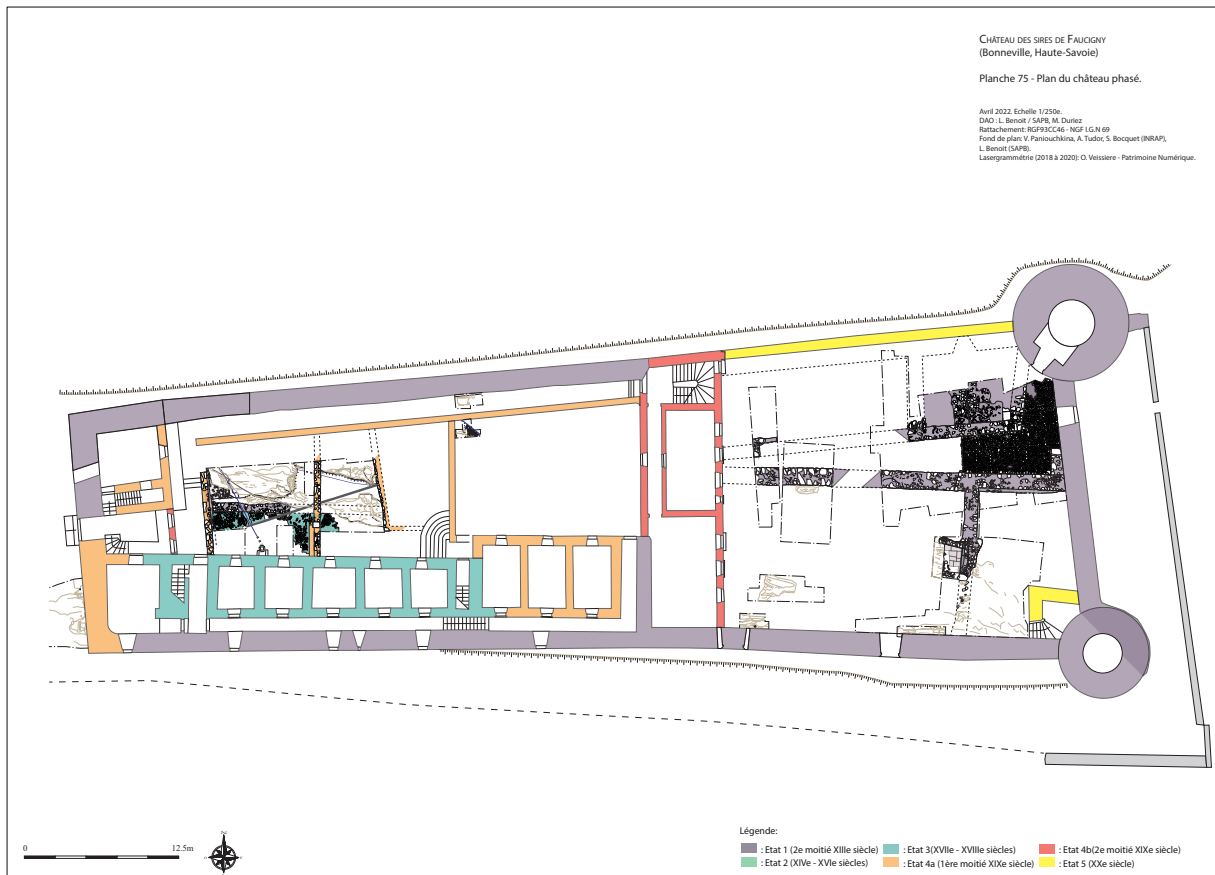 CHÂTEAU DES SIRES DE FAUCIGNY
(Bonneville, Haute-Savoie)
Planche 75 - Plan du château phasé.
Avril 2022. Echelle 1/250e.
DAO : L. Benoit / SAPB, M. Duriez
Rattachement: RGF93CC46 - NGF I.G.N 69
Fond de plan: V. Paniouchkina, A. Tudor, S. Bocquet (INRAP),
L. Benoit (SAPB).
Lasergrammétrie (2018 à 2020): O. Veissiere - Patrimoine Numérique.
0 12.5m
Légende:
: Etat 1 (2e moitié XIIIe siècle) : Etat 3(XVIIe - XVIIIe siècles) : Etat 4b(2e moitié XIXe siècle)
: Etat 2 (XIVe - XVIe siècles) : Etat 4a (1ère moitié XIXe siècle) : Etat 5 (XXe siècle)